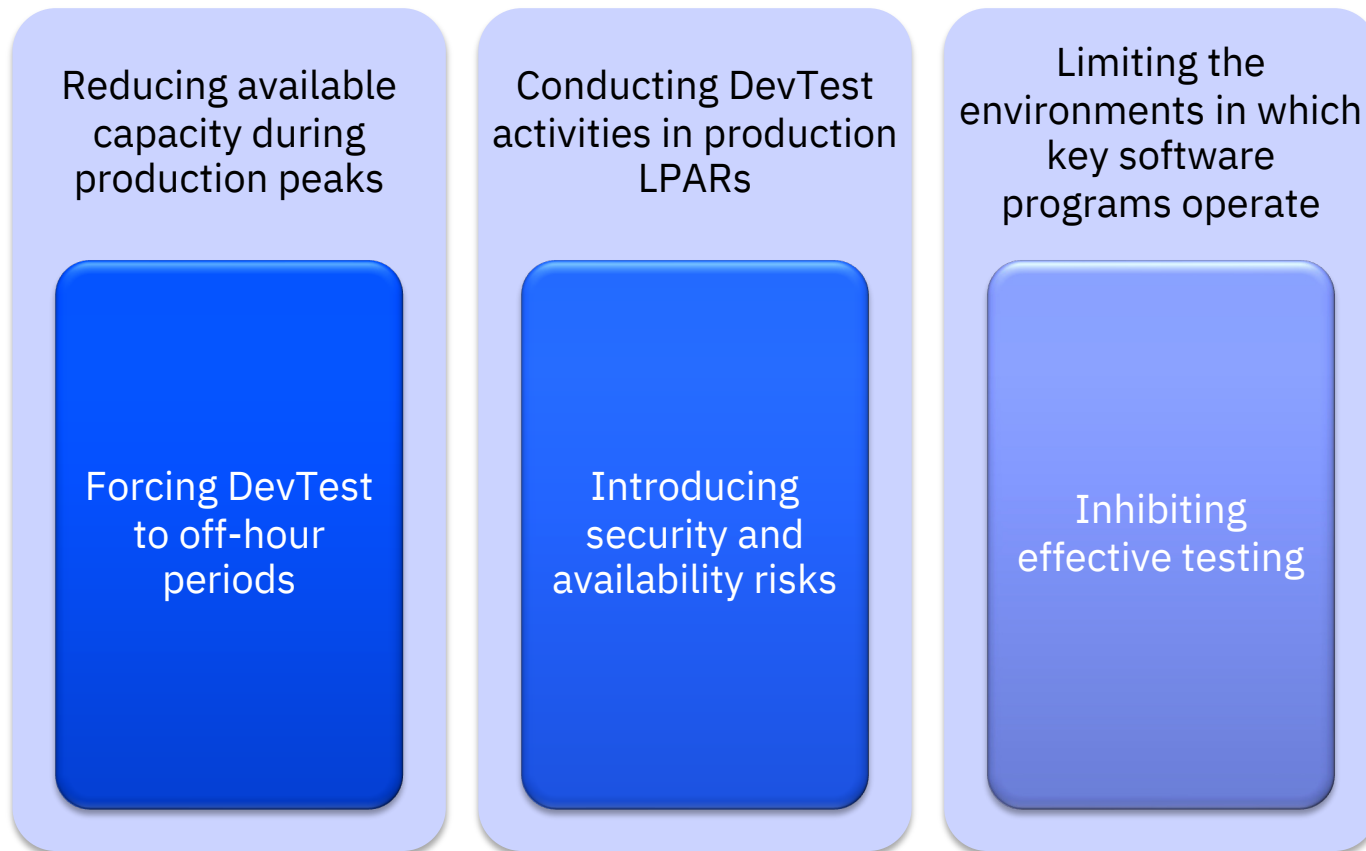 Reducing available
capacity during
production peaks
Forcing DevTest
to off-hour
periods
Conducting DevTest
activities in production
LPARs
Introducing
security and
availability risks
Limiting the
environments in which
key software
programs operate
Inhibiting
effective testing